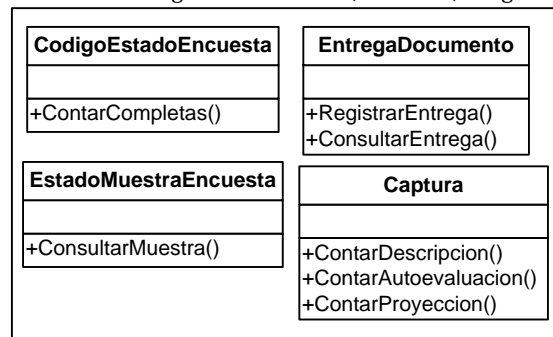 CodigoEstadoEncuesta
+ContarCompletas()
EntregaDocumento
+RegistrarEntrega()
+ConsultarEntrega()
EstadoMuestraEncuesta
+ConsultarMuestra()
Captura
+ContarDescripcion()
+ContarAutoevaluacion()
+ContarProyeccion()